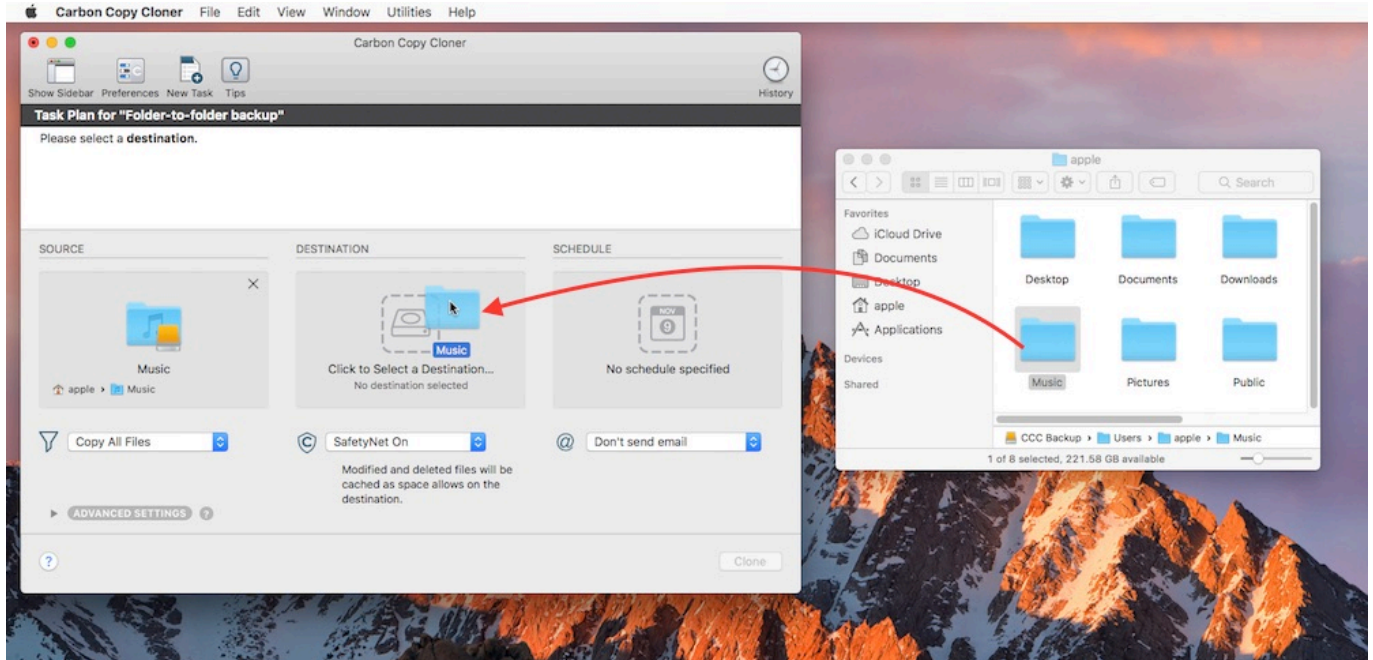 Carbon Copy Cloner File Edit View Window Utilities Help
Carbon Copy Cloner
Show Sidebar Preferences New Task Tips
History
Task Plan for "Folder-to-folder backup"
Please select a destination.
SOURCE
DESTINATION
SCHEDULE
Music
apple › Music
Music
Click to Select a Destination...
No destination selected
NOV
9
No schedule specified
Copy All Files
SafetyNet On
Modified and deleted files will be
cached as space allows on the
destination.
@ Don't send email
ADVANCED SETTINGS ?
?
Clone
apple
Search
Favorites
iCloud Drive
Documents
Desktop
apple
Applications
Devices
Shared
Desktop Documents Downloads
Music Pictures Public
CCC Backup › Users › apple › Music
1 of 8 selected, 221.58 GB available